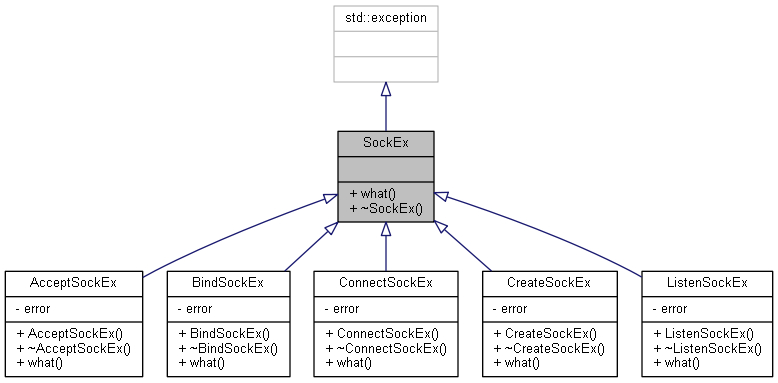 std::exception
SockEx
+ what()
+ ~SockEx()
AcceptSockEx
- error
+ AcceptSockEx()
+ ~AcceptSockEx()
+ what()
BindSockEx
- error
+ BindSockEx()
+ ~BindSockEx()
+ what()
ConnectSockEx
- error
+ ConnectSockEx()
+ ~ConnectSockEx()
+ what()
CreateSockEx
- error
+ CreateSockEx()
+ ~CreateSockEx()
+ what()
ListenSockEx
- error
+ ListenSockEx()
+ ~ListenSockEx()
+ what()